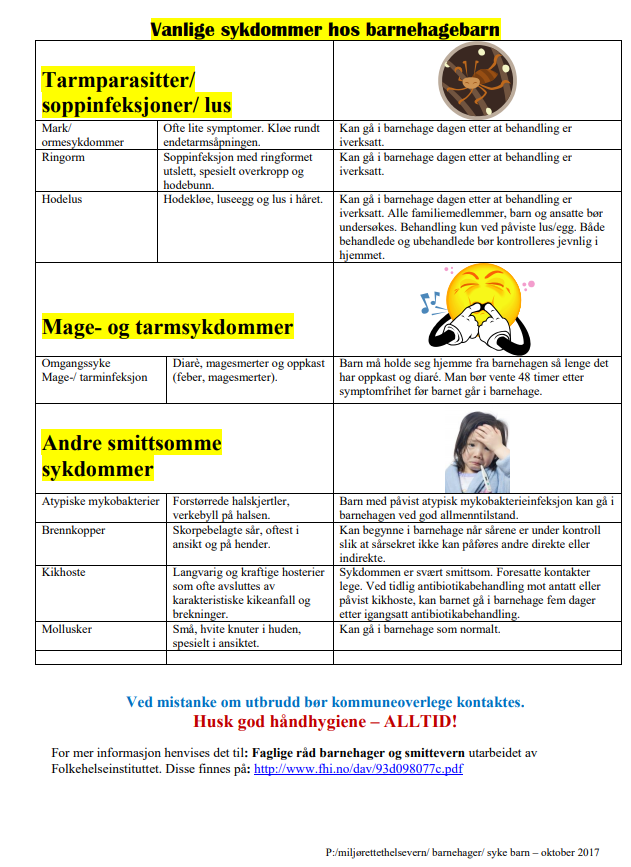 Vanlige sykdommer hos barnehagebarn
Tarmparasitter/
soppinfeksjoner/ lus
Mark/
ormesykdommer
Ofte lite symptomer. Kløe rundt
endetarmsåpningen.
Kan gå i barnehage dagen etter at behandling er
iverksatt.
Ringorm
Soppinfeksjon med ringformet
utslett, spesielt overkropp og
hodebunn.
Kan gå i barnehage dagen etter at behandling er
iverksatt.
Hodelus
Hodekløe, luseegg og lus i håret.
Kan gå i barnehage dagen etter at behandling er
iverksatt. Alle familiemedlemmer, barn og ansatte bør
undersøkes. Behandling kun ved påviste lus/egg. Både
behandlede og ubehandlede bør kontrolleres jevnlig i
hjemmet.
Mage- og tarmsykdommer
Omgangssyke
Mage-/ tarminfeksjon
Diarè, magesmerter og oppkast
(feber, magesmerter).
Barn må holde seg hjemme fra barnehagen så lenge det
har oppkast og diaré. Man bør vente 48 timer etter
symptomfrihet før barnet går i barnehage.
Andre smittsomme
sykdommer
Atypiske mykobakterier
Forstørrede halskjertler,
verkebyll på halsen.
Barn med påvist atypisk mykobakterieinfeksjon kan gå i
barnehagen ved god allmenntilstand.
Brennkopper
Skorpebelagte sår, oftest i
ansikt og på hender.
Kan begynne i barnehage når sårene er under kontroll
slik at sårsekret ikke kan påføres andre direkte eller
indirekte.
Kikhoste
Langvarig og kraftige hosterier
som ofte avsluttes av
karakteristiske kikeanfall og
brekninger.
Sykdommen er svært smittsom. Foresatte kontakter
lege. Ved tidlig antibiotikabehandling mot antatt eller
påvist kikhoste, kan barnet gå i barnehage fem dager
etter igangsatt antibiotikabehandling.
Mollusker
Små, hvite knuter i huden,
spesielt i ansiktet.
Kan gå i barnehage som normalt.
Ved mistanke om utbrudd bør kommuneoverlege kontaktes.
Husk god håndhygiene – ALLTID!
For mer informasjon henvises det til: Faglige råd barnehager og smittevern utarbeidet av
Folkehelseinstituttet. Disse finnes på: http://www.fhi.no/dav/93d098077c.pdf
P:/miljørettethelsevern/ barnehager/ syke barn – oktober 2017